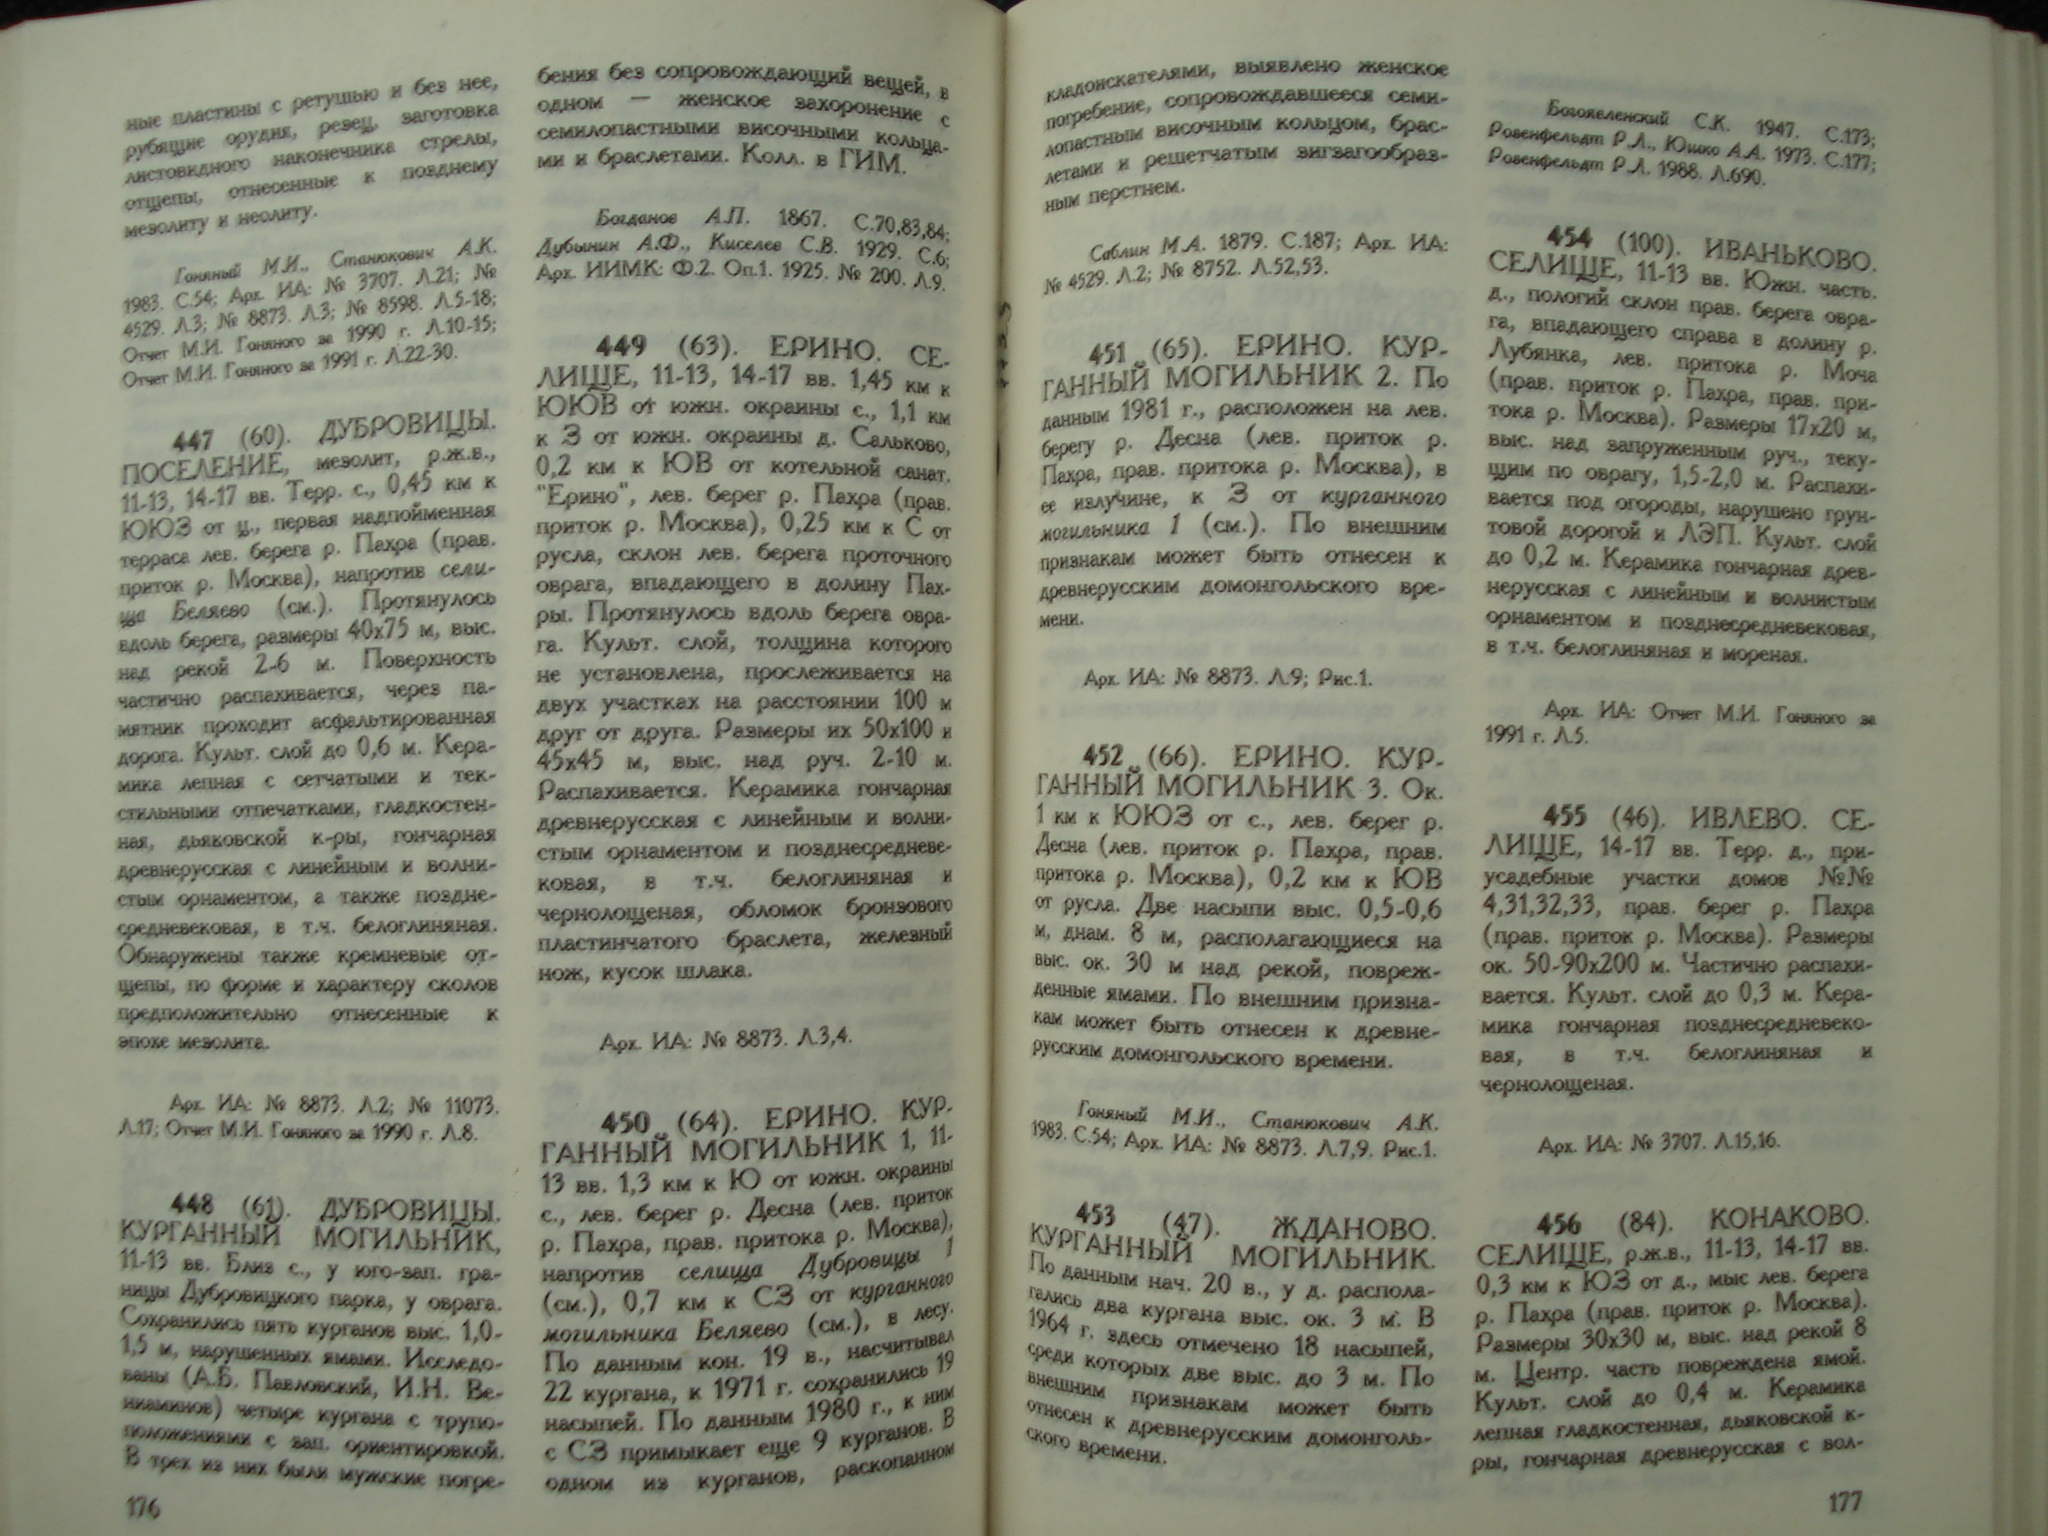 ные пластины с ретушью и без нее,
рубящие орудия, резец, заготовка
листовидного наконечника стрелы,
отщепы, отнесенные к позднему
мезолиту и неолиту.
Гоняный М.И., Станюкович А.К.
1983. С.54; Арх. ИА: № 3707. Л.21; №
4529. Л.3; № 8873. Л.3; № 8598. Л.5-18;
Отчет М.И. Гоняного за 1990 г. Л.10-15;
Отчет М.И. Гоняного за 1991 г. Л.22-30.
447 (60). ДУБРОВИЦЫ.
ПОСЕЛЕНИЕ, мезолит, р.ж.в.,
11-13, 14-17 вв. Терр. с., 0,45 км к
ЮЮЗ от ц., первая надпойменная
терраса лев. берега р. Пахра (прав.
приток р. Москва), напротив сели-
ща Беляево (см.). Протянулось
вдоль берега, размеры 40х75 м, выс.
над рекой 2-6 м. Поверхность
частично распахивается, через па-
мятник проходит асфальтированная
дорога. Культ. слой до 0,6 м. Кера-
мика лепная с сетчатыми и тек-
стильными отпечатками, гладкостен-
ная, дьяковской к-ры, гончарная
древнерусская с линейным и волни-
стым орнаментом, а также поздне-
средневековая, в т.ч. белоглиняная.
Обнаружены также кремневые от-
щепы, по форме и характеру сколов
предположительно отнесенные к
эпохе мезолита.
Арх. ИА: № 8873. Л.2; № 11073.
Л.17; Отчет М.И. Гоняного за 1990 г. Л.8.
448 (61). ДУБРОВИЦЫ.
КУРГАННЫЙ МОГИЛЬНИК,
11-13 вв. Близ с., у юго-зап. гра-
ницы Дубровицкого парка, у оврага.
Сохранились пять курганов выс. 1,0-
1,5 м, нарушенных ямами. Исследо-
ваны (А.Б. Павловский, И.Н. Ве-
ниаминов) четыре кургана с трупо-
положениями с зап. ориентировкой.
В трех из них были мужские погре-
176
бения без сопровождающий вещей, в
одном — женское захоронение с
семилопастными височными кольца-
ми и браслетами. Колл. в ГИМ.
Богданов А.П. 1867. С.70,83,84;
Дубынин А.Ф., Киселев С.В. 1929. С.6;
Арх. ИИМК: Ф.2. Оп.1. 1925. № 200. Л.9.
449 (63). ЕРИНО. СЕ-
ЛИЩЕ, 11-13, 14-17 вв. 1,45 км к
ЮЮВ от южн. окраины с., 1,1 км
к З от южн. окраины д. Сальково,
0,2 км к ЮВ от котельной санат.
"Ерино", лев. берег р. Пахра (прав.
приток р. Москва), 0,25 км к С от
русла, склон лев. берега проточного
оврага, впадающего в долину Пах-
ры. Протянулось вдоль берега овра-
га. Культ. слой, толщина которого
не установлена, прослеживается на
двух участках на расстоянии 100 м
друг от друга. Размеры их 50х100 и
45х45 м, выс. над руч. 2-10 м.
Распахивается. Керамика гончарная
древнерусская с линейным и волни-
стым орнаментом и позднесредневе-
ковая, в т.ч. белоглиняная и
чернолощеная, обломок бронзового
пластинчатого браслета, железный
нож, кусок шлака.
Арх. ИА: № 8873. Л.3,4.
450 (64). ЕРИНО. КУР-
ГАННЫЙ МОГИЛЬНИК 1, 11-
13 вв. 1,3 км к Ю от южн. окраины
с., лев. берег р. Десна (лев. приток
р. Пахра, прав. притока р. Москва),
напротив селища Дубровицы 1
(см.), 0,7 км к СЗ от курганного
могильника Беляево (см.), в лесу.
По данным кон. 19 в., насчитывал
22 кургана, к 1971 г. сохранились 19
насыпей. По данным 1980 г., к ним
с СЗ примыкает еще 9 курганов. В
одном из курганов, раскопанном
кладоискателями, выявлено женское
погребение, сопровождавшееся семи-
лопастным височным кольцом, брас-
летами и решетчатым зигзагообраз-
ным перстнем.
Саблин М.А. 1879. С.187; Арх. ИА:
№ 4529. Л.2; № 8752. Л.52,53.
451 (65). ЕРИНО. КУР-
ГАННЫЙ МОГИЛЬНИК 2. По
данным 1981 г., расположен на лев.
берегу р. Десна (лев. приток р.
Пахра, прав. притока р. Москва), в
ее излучине, к З от курганного
могильника 1 (см.). По внешним
признакам может быть отнесен к
древнерусским домонгольского вре-
мени.
Арх. ИА: № 8873. Л.9; Рис.1.
452 (66). ЕРИНО. КУР-
ГАННЫЙ МОГИЛЬНИК 3. Ок.
1 км к ЮЮЗ от с., лев. берег р.
Десна (лев. приток р. Пахра, прав.
притока р. Москва), 0,2 км к ЮВ
от русла. Две насыпи выс. 0,5-0,6
м, диам. 8 м, располагающиеся на
выс. ок. 30 м над рекой, повреж-
денные ямами. По внешним призна-
кам может быть отнесен к древне-
русским домонгольского времени.
Гоняный М.И., Станюкович А.К.
1983. С.54; Арх. ИА: № 8873. Л.7,9. Рис.1.
453 (47). ЖДАНОВО.
КУРГАННЫЙ МОГИЛЬНИК.
По данным нач. 20 в., у д. распола-
гались два кургана выс. ок. 3 м. В
1964 г. здесь отмечено 18 насыпей,
среди которых две выс. до 3 м. По
внешним признакам может быть
отнесен к древнерусским домонголь-
ского времени.
Богоявленский С.К. 1947. С.173;
Розенфельдт Р.Л., Юшко А.А. 1973. С.177;
Розенфельдт Р.Л. 1988. Л.690.
454 (100). ИВАНЬКОВО.
СЕЛИЩЕ, 11-13 вв. Южн. часть.
д., пологий склон прав. берега овра-
га, впадающего справа в долину р.
Лубянка, лев. притока р. Моча
(прав. приток р. Пахра, прав. при-
тока р. Москва). Размеры 17х20 м,
выс. над запруженным руч., теку-
щим по оврагу, 1,5-2,0 м. Распахи-
вается под огороды, нарушено грун-
товой дорогой и ЛЭП. Культ. слой
до 0,2 м. Керамика гончарная древ-
нерусская с линейным и волнистым
орнаментом и позднесредневековая,
в т.ч. белоглиняная и мореная.
Арх. ИА: Отчет М.И. Гоняного за
1991 г. Л.5.
455 (46). ИВЛЕВО. СЕ-
ЛИЩЕ, 14-17 вв. Терр. д., при-
усадебные участки домов №№
4,31,32,33, прав. берег р. Пахра
(прав. приток р. Москва). Размеры
ок. 50-90х200 м. Частично распахи-
вается. Культ. слой до 0,3 м. Кера-
мика гончарная позднесредневеко-
вая, в т.ч. белоглиняная и
чернолощеная.
Арх. ИА: № 3707. Л.15,16.
456 (84). КОНАКОВО.
СЕЛИЩЕ, р.ж.в., 11-13, 14-17 вв.
0,3 км к ЮЗ от д., мыс лев. берега
р. Пахра (прав. приток р. Москва).
Размеры 30х30 м, выс. над рекой 8
м. Центр. часть повреждена ямой.
Культ. слой до 0,4 м. Керамика
лепная гладкостенная, дьяковской к-
ры, гончарная древнерусская с вол-
177